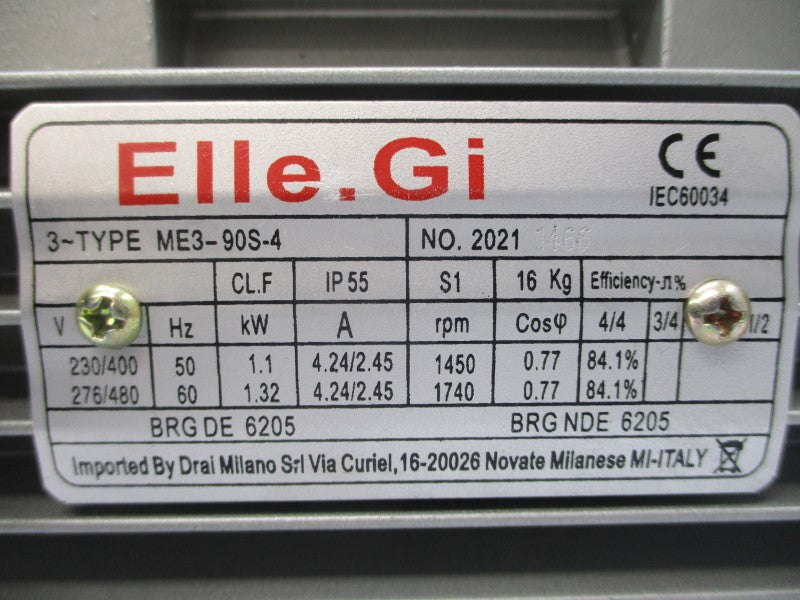 Elle.Gi
CE
IEC60034
3~TYPE ME3-90S-4 NO. 2021 1466
CL.F IP55 S1 16 Kg Efficiency-л%
V Hz kW A rpm Cosφ 4/4 3/4 1/2
230/400 50 1.1 4.24/2.45 1450 0.77 84.1%
276/480 60 1.32 4.24/2.45 1740 0.77 84.1%
BRG DE 6205 BRG NDE 6205
Imported By Drai Milano Srl Via Curiel,16-20026 Novate Milanese MI-ITALY